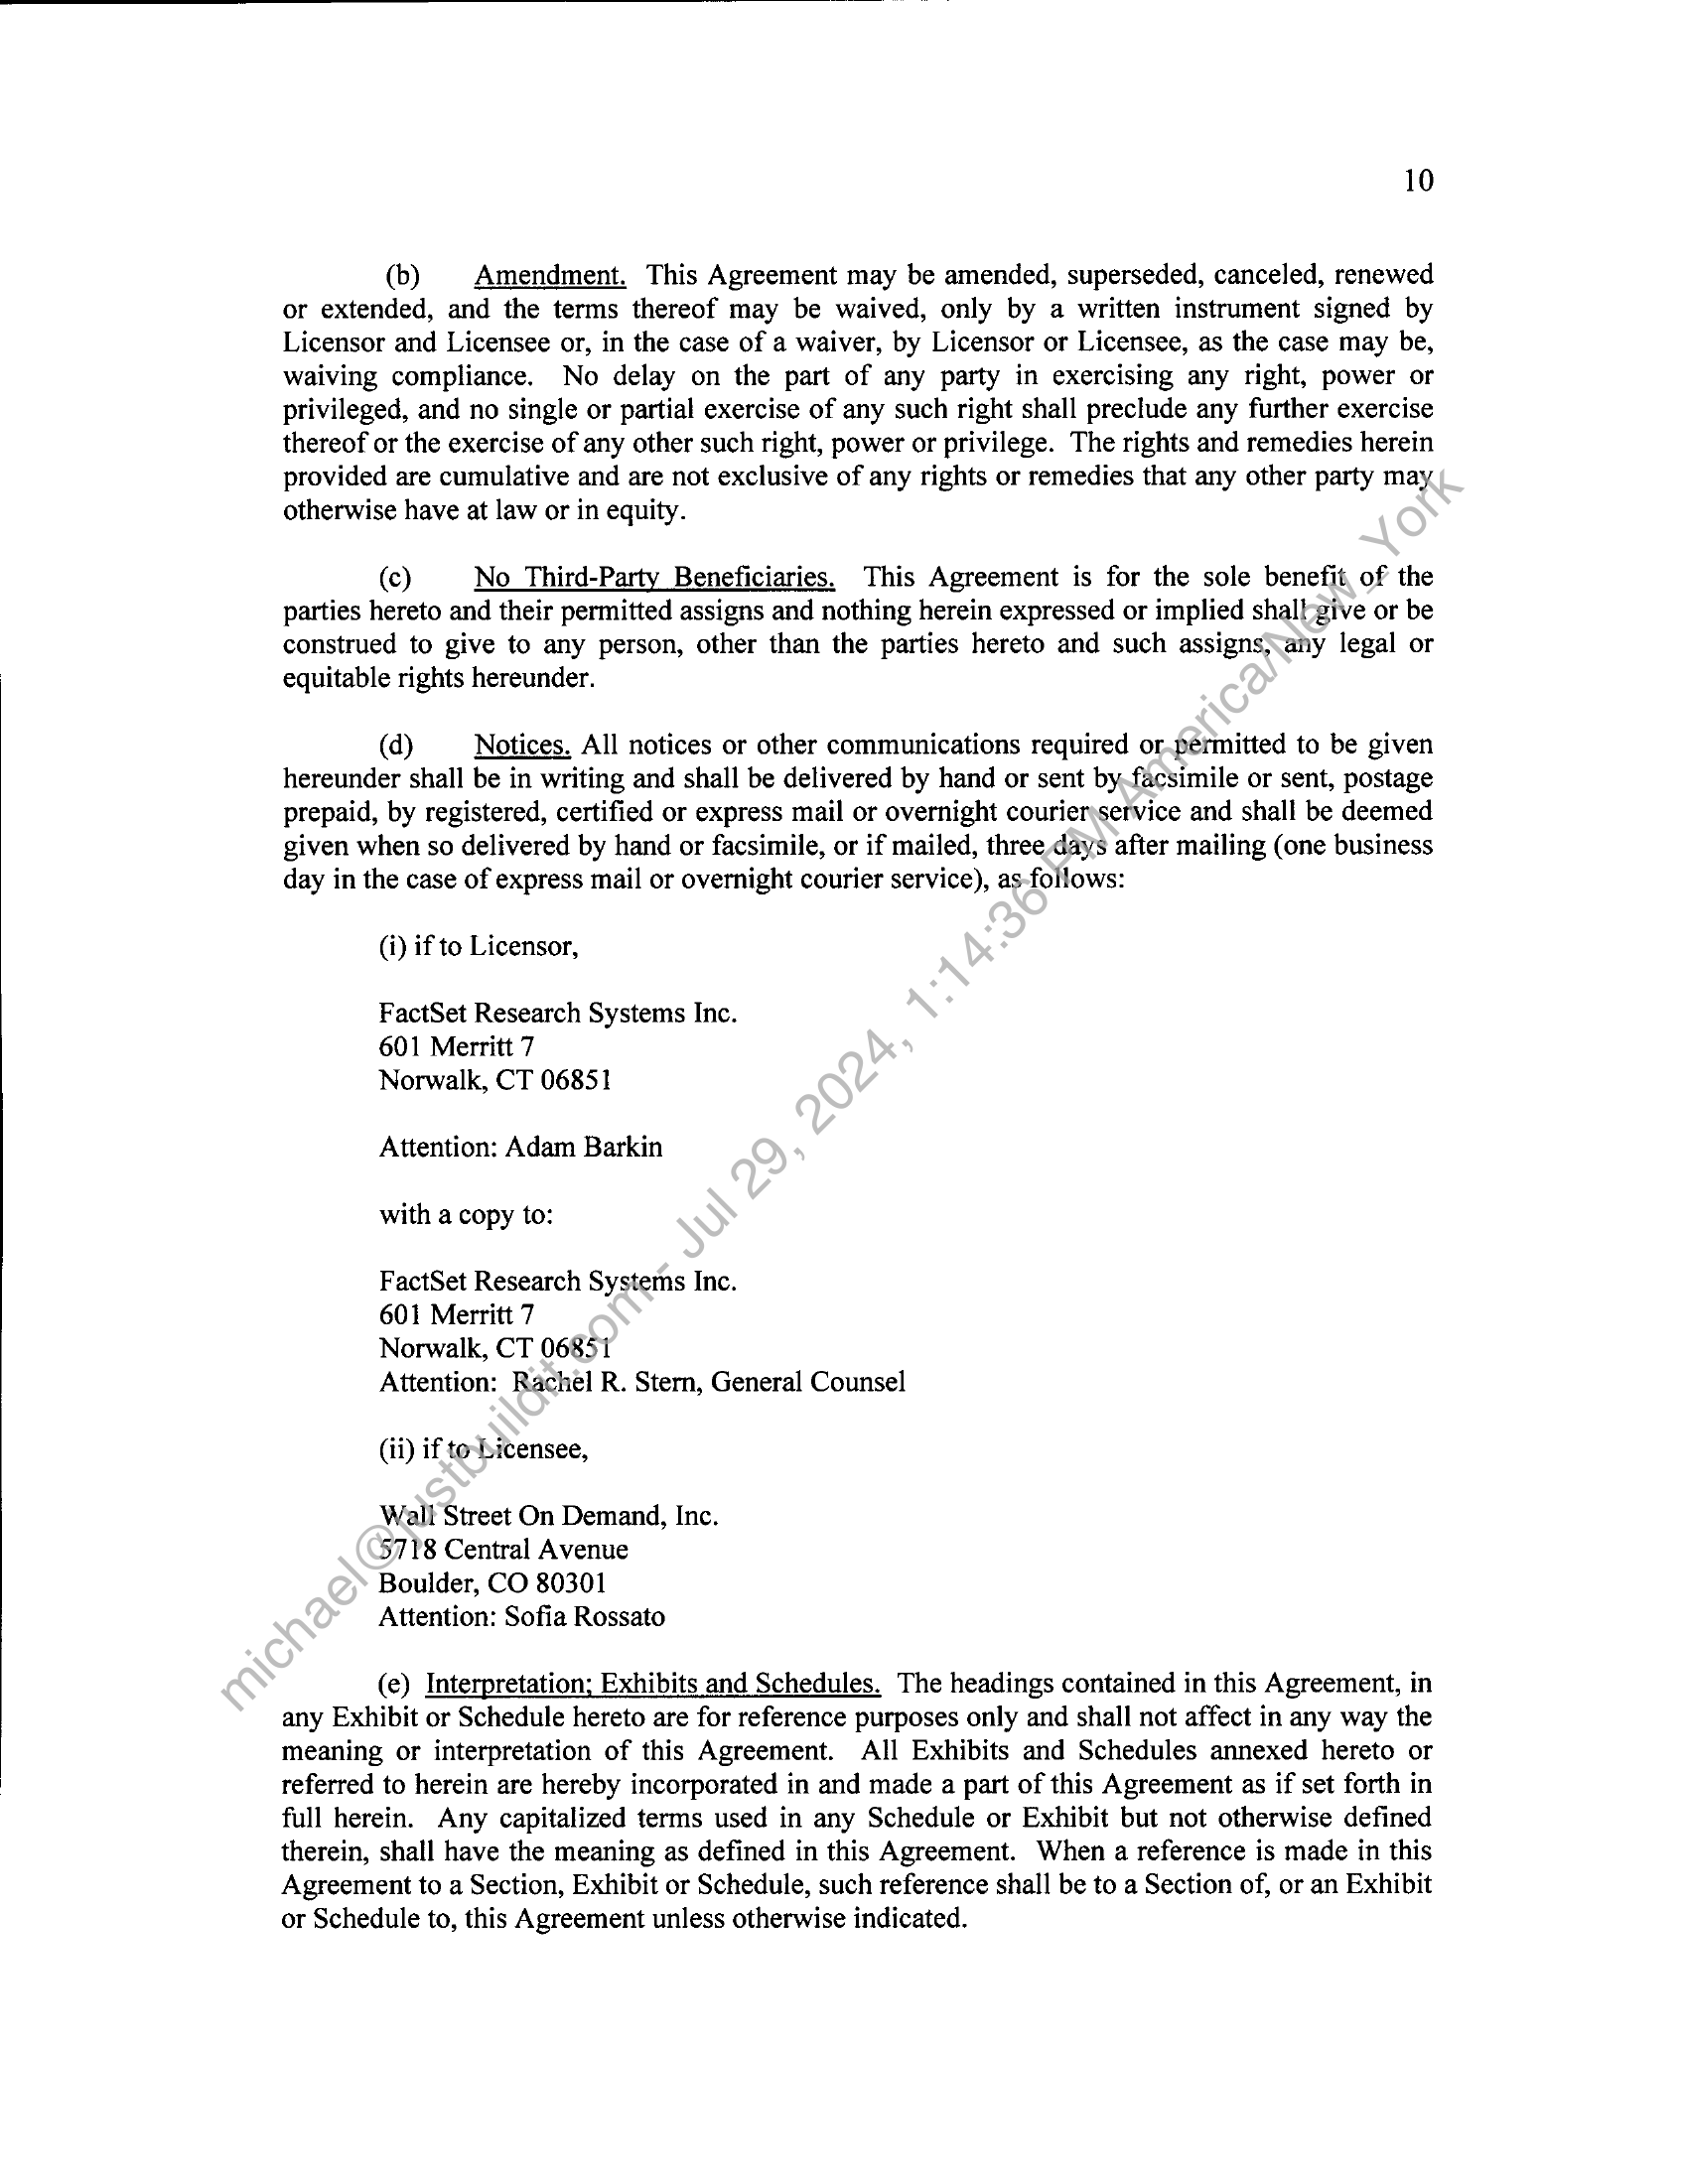 10
(b) Amendment. This Agreement may be amended, superseded, canceled, renewed
or extended, and the terms thereof may be waived, only by a written instrument signed by
Licensor and Licensee or, in the case of a waiver, by Licensor or Licensee, as the case may be,
waiving compliance. No delay on the part of any party in exercising any right, power or
privileged, and no single or partial exercise of any such right shall preclude any further exercise
thereof or the exercise of any other such right, power or privilege. The rights and remedies herein
provided are cumulative and are not exclusive of any rights or remedies that any other party may
otherwise have at law or in equity.
(c) No Third-Party Beneficiaries. This Agreement is for the sole benefit of the
parties hereto and their permitted assigns and nothing herein expressed or implied shall give or be
construed to give to any person, other than the parties hereto and such assigns, any legal or
equitable rights hereunder.
(d) Notices. All notices or other communications required or permitted to be given
hereunder shall be in writing and shall be delivered by hand or sent by facsimile or sent, postage
prepaid, by registered, certified or express mail or overnight courier service and shall be deemed
given when so delivered by hand or facsimile, or if mailed, three days after mailing (one business
day in the case of express mail or overnight courier service), as follows:
(i) if to Licensor,
FactSet Research Systems Inc.
601 Merritt 7
Norwalk, CT 06851
Attention: Adam Barkin
with a copy to:
FactSet Research Systems Inc.
601 Merritt 7
Norwalk, CT 06851
Attention: Rachel R. Stern, General Counsel
(ii) if to Licensee,
Wall Street On Demand, Inc.
5718 Central Avenue
Boulder, CO 80301
Attention: Sofia Rossato
(e) Interpretation; Exhibits and Schedules. The headings contained in this Agreement, in
any Exhibit or Schedule hereto are for reference purposes only and shall not affect in any way the
meaning or interpretation of this Agreement. All Exhibits and Schedules annexed hereto or
referred to herein are hereby incorporated in and made a part of this Agreement as if set forth in
full herein. Any capitalized terms used in any Schedule or Exhibit but not otherwise defined
therein, shall have the meaning as defined in this Agreement. When a reference is made in this
Agreement to a Section, Exhibit or Schedule, such reference shall be to a Section of, or an Exhibit
or Schedule to, this Agreement unless otherwise indicated.
michael@justbuildit.com - Jul 29, 2024, 1:14:36 PM America/New_York